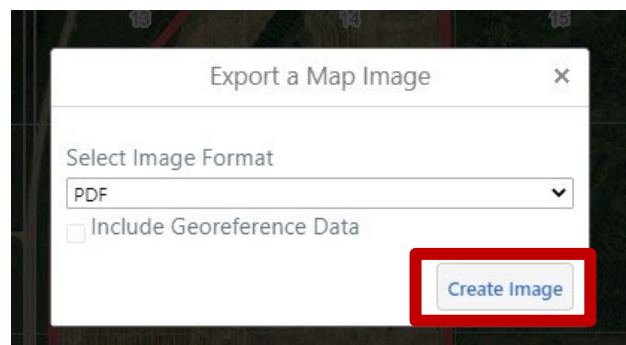 13 14 15
Export a Map Image ×
Select Image Format
PDF
Include Georeference Data
Create Image